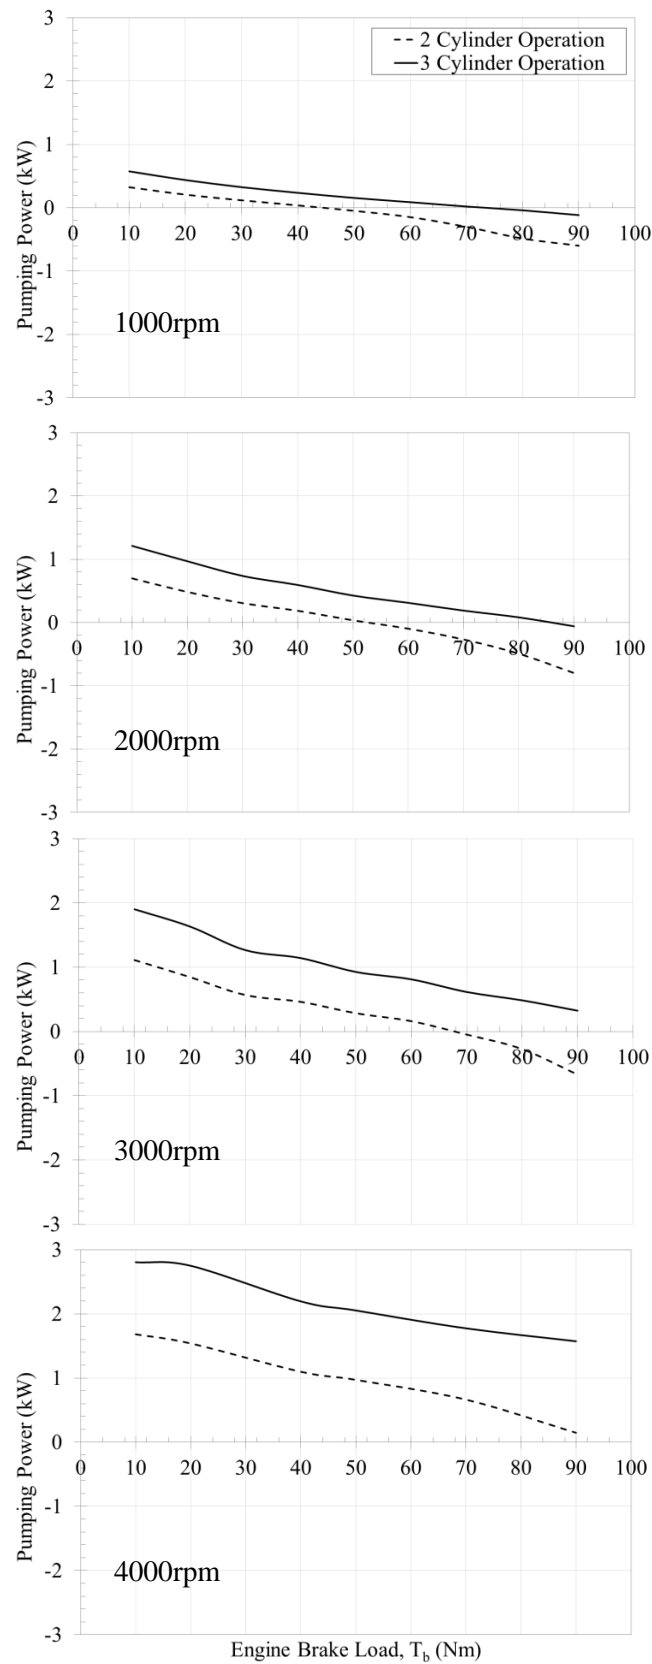 3
2 Cylinder Operation
3 Cylinder Operation
2
1
0
0 10 20 30 40 50 60 70 80 90 100
-1
-2
-3
Pumping Power (kW)
1000rpm
3
2
1
0
0 10 20 30 40 50 60 70 80 90 100
-1
-2
-3
Pumping Power (kW)
2000rpm
3
2
1
0
0 10 20 30 40 50 60 70 80 90 100
-1
-2
-3
Pumping Power (kW)
3000rpm
3
2
1
0
0 10 20 30 40 50 60 70 80 90 100
-1
-2
-3
Pumping Power (kW)
4000rpm
Engine Brake Load, T_b (Nm)